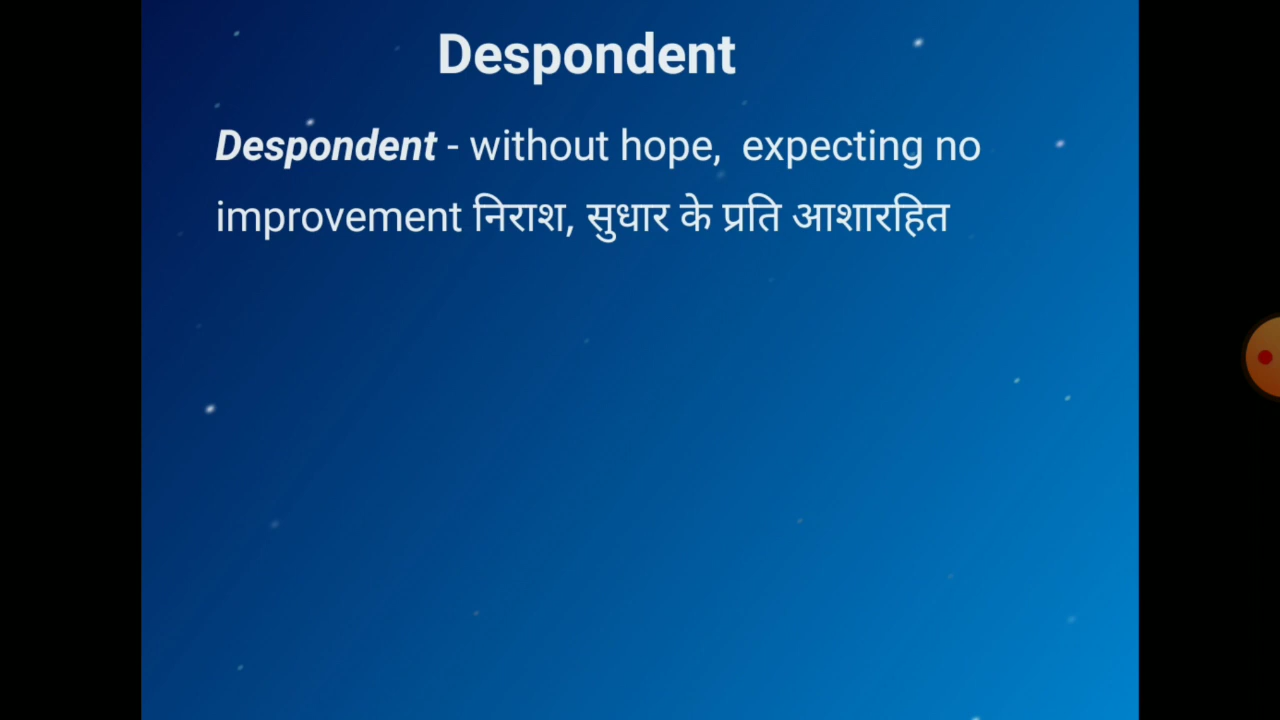 Despondent
Despondent - without hope, expecting no
improvement निराश, सुधार के प्रति आशारहित